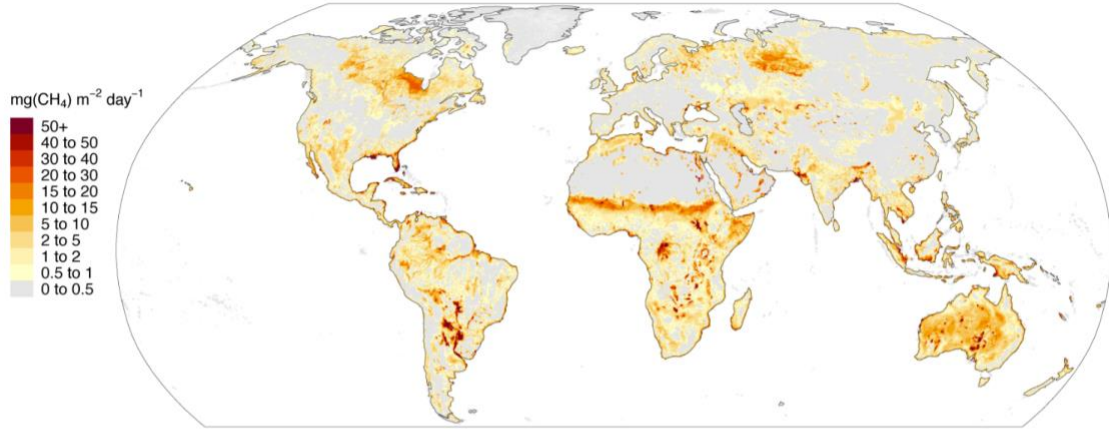 mg(CH₄) m⁻² day⁻¹
50+
40 to 50
30 to 40
20 to 30
15 to 20
10 to 15
5 to 10
2 to 5
1 to 2
0.5 to 1
0 to 0.5